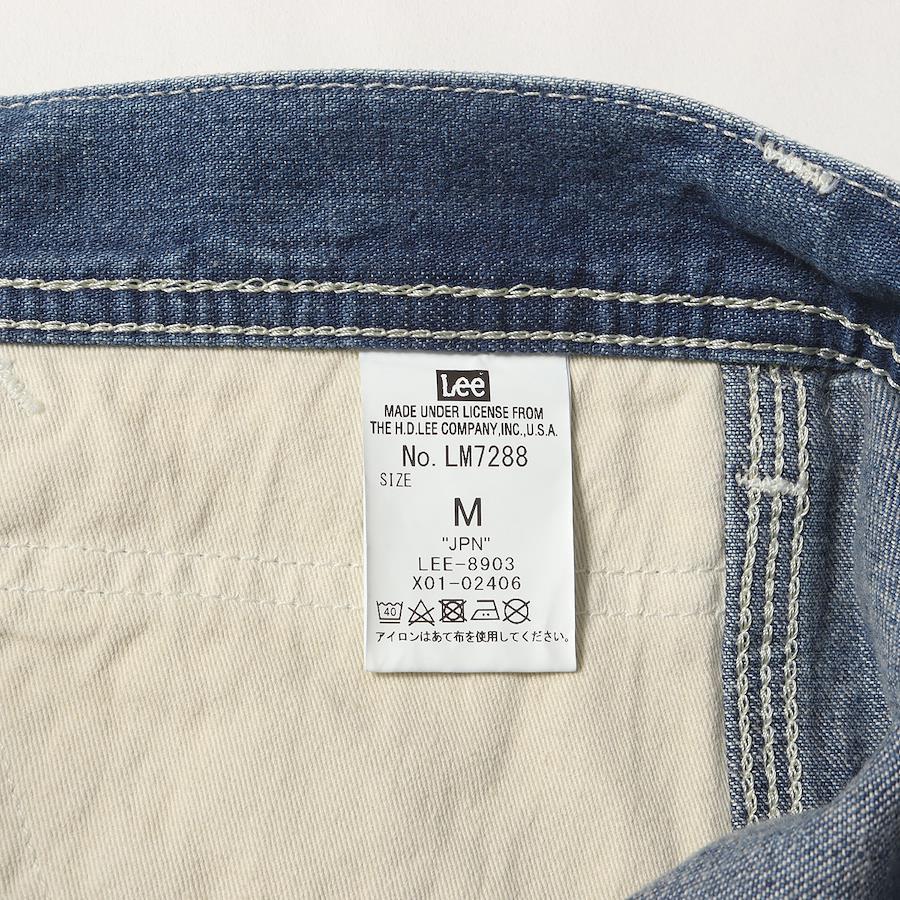 Lee
MADE UNDER LICENSE FROM
THE H.D.LEE COMPANY,INC.,U.S.A.
No. LM7288
SIZE
M
"JPN"
LEE-8903
X01-02406
40
アイロンはあて布を使用してください。